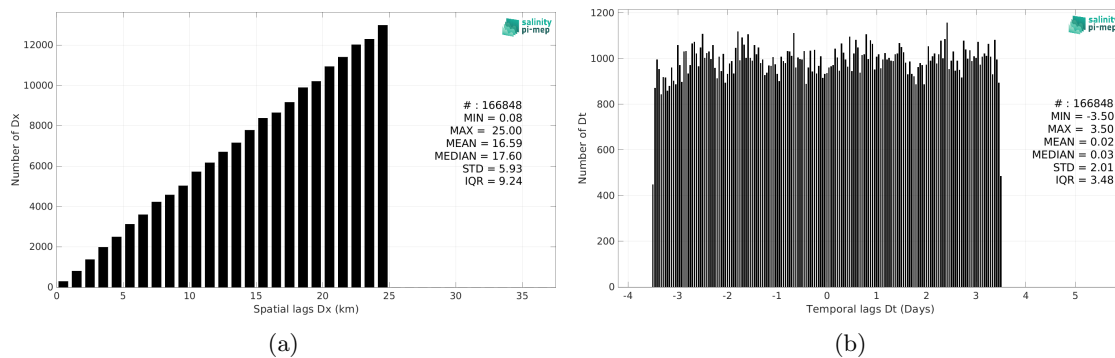 salinity
pi-mep
12000
10000
8000
6000
4000
2000
0
Number of Dx
# : 166848
MIN = 0.08
MAX = 25.00
MEAN = 16.59
MEDIAN = 17.60
STD = 5.93
IQR = 9.24
0 5 10 15 20 25 30 35
Spatial lags Dx (km)
(a)
salinity
pi-mep
1200
1000
800
600
400
200
0
Number of Dt
# : 166848
MIN = -3.50
MAX = 3.50
MEAN = 0.02
MEDIAN = 0.03
STD = 2.01
IQR = 3.48
-4 -3 -2 -1 0 1 2 3 4 5
Temporal lags Dt (Days)
(b)